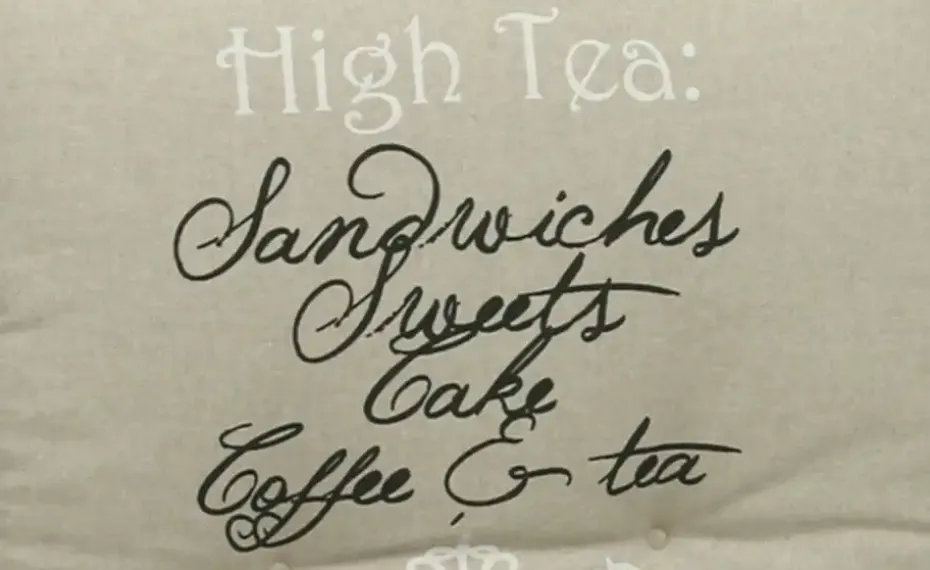 High Tea:
Sandwiches
Sweets
Cake
Coffee & tea